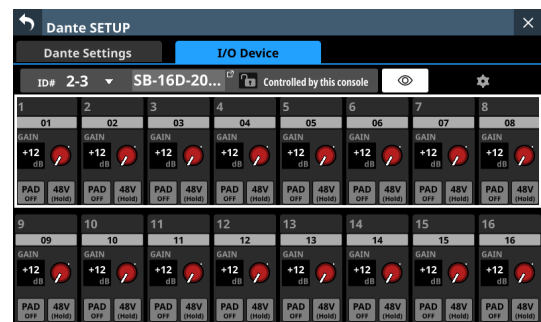 Dante SETUP
Dante Settings
I/O Device
ID# 2-3 SB-16D-20... Controlled by this console
1 2 3 4 5 6 7 8
01 02 03 04 05 06 07 08
GAIN GAIN GAIN GAIN GAIN GAIN GAIN GAIN
+12 +12 +12 +12 +12 +12 +12 +12
dB dB dB dB dB dB dB dB
PAD 48V PAD 48V PAD 48V PAD 48V PAD 48V PAD 48V PAD 48V PAD 48V
OFF (Hold) OFF (Hold) OFF (Hold) OFF (Hold) OFF (Hold) OFF (Hold) OFF (Hold) OFF (Hold)
9 10 11 12 13 14 15 16
09 10 11 12 13 14 15 16
GAIN GAIN GAIN GAIN GAIN GAIN GAIN GAIN
+12 +12 +12 +12 +12 +12 +12 +12
dB dB dB dB dB dB dB dB
PAD 48V PAD 48V PAD 48V PAD 48V PAD 48V PAD 48V PAD 48V PAD 48V
OFF (Hold) OFF (Hold) OFF (Hold) OFF (Hold) OFF (Hold) OFF (Hold) OFF (Hold) OFF (Hold)